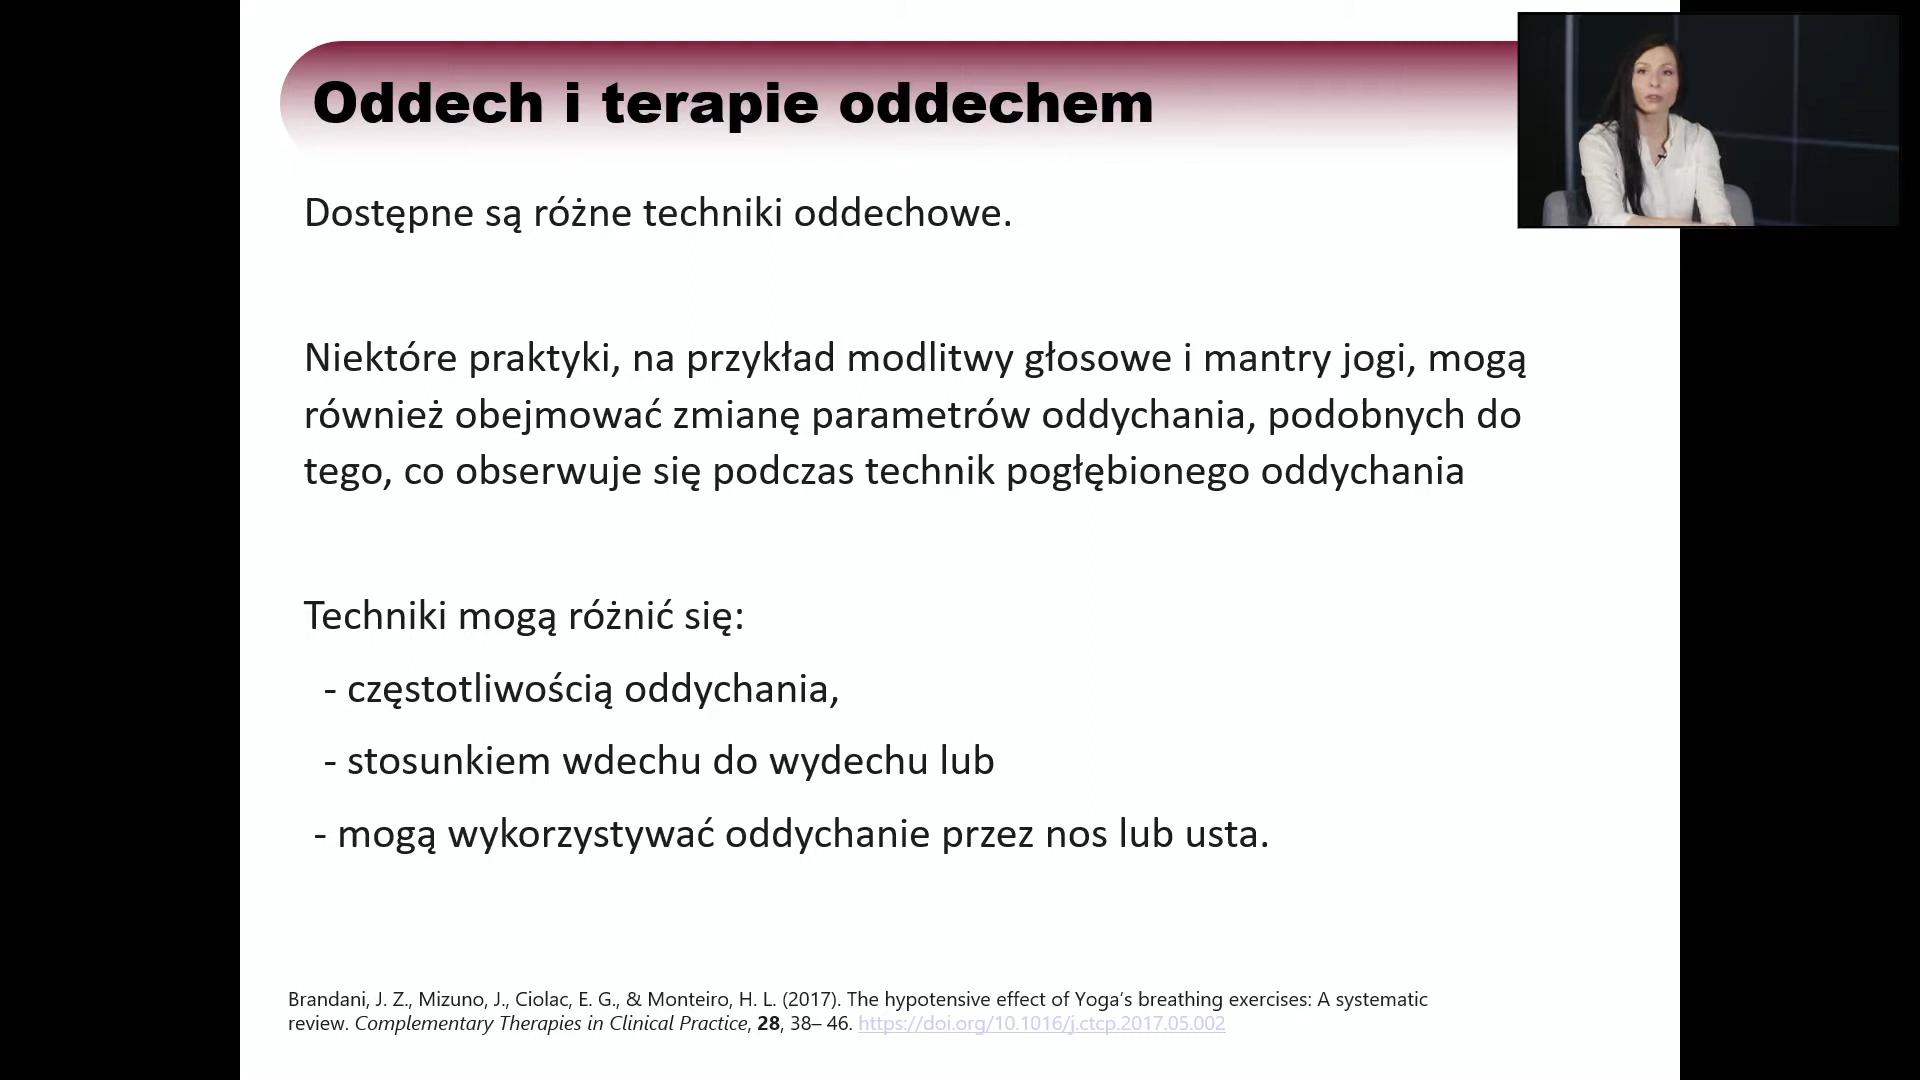 Oddech i terapie oddechem
Dostępne są różne techniki oddechowe.
Niektóre praktyki, na przykład modlitwy głosowe i mantry jogi, mogą
również obejmować zmianę parametrów oddychania, podobnych do
tego, co obserwuje się podczas technik pogłębionego oddychania
Techniki mogą różnić się:
- częstotliwością oddychania,
- stosunkiem wdechu do wydechu lub
- mogą wykorzystywać oddychanie przez nos lub usta.
Brandani, J. Z., Mizuno, J., Ciolac, E. G., & Monteiro, H. L. (2017). The hypotensive effect of Yoga's breathing exercises: A systematic
review. Complementary Therapies in Clinical Practice, 28, 38– 46. https://doi.org/10.1016/j.ctcp.2017.05.002